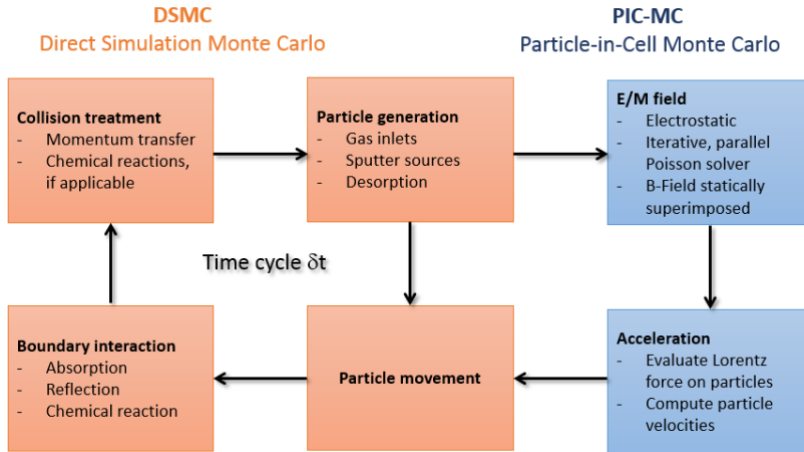 DSMC
Direct Simulation Monte Carlo
PIC-MC
Particle-in-Cell Monte Carlo
Collision treatment
- Momentum transfer
- Chemical reactions,
if applicable
Particle generation
- Gas inlets
- Sputter sources
- Desorption
E/M field
- Electrostatic
- Iterative, parallel
Poisson solver
- B-Field statically
superimposed
Time cycle δt
Boundary interaction
- Absorption
- Reflection
- Chemical reaction
Particle movement
Acceleration
- Evaluate Lorentz
force on particles
- Compute particle
velocities